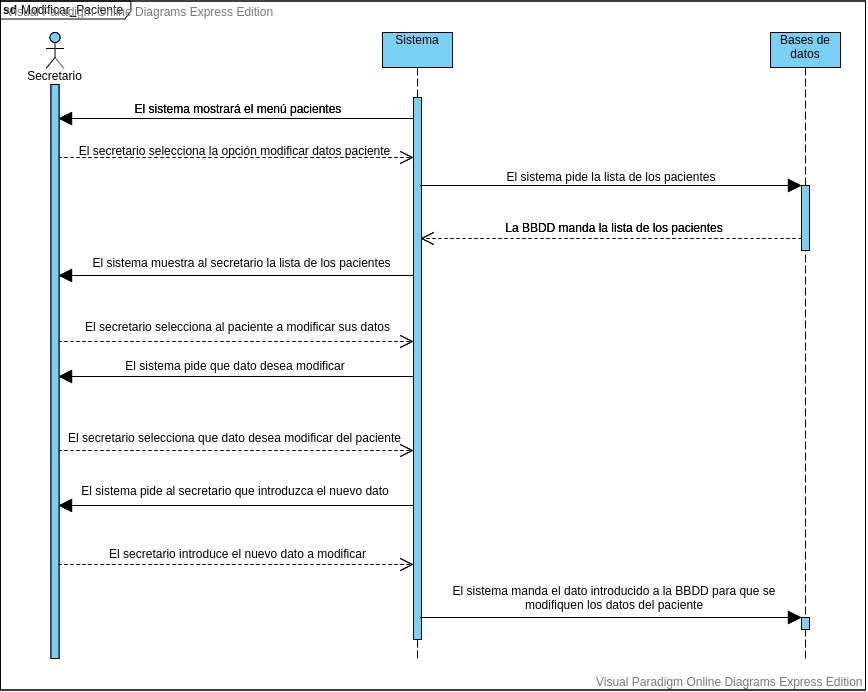 sd Modificar_Paciente
Visual Paradigm Online Diagrams Express Edition
Secretario
Sistema
Bases de
datos
El sistema mostrará el menú pacientes
El secretario selecciona la opción modificar datos paciente
El sistema pide la lista de los pacientes
La BBDD manda la lista de los pacientes
El sistema muestra al secretario la lista de los pacientes
El secretario selecciona al paciente a modificar sus datos
El sistema pide que dato desea modificar
El secretario selecciona que dato desea modificar del paciente
El sistema pide al secretario que introduzca el nuevo dato
El secretario introduce el nuevo dato a modificar
El sistema manda el dato introducido a la BBDD para que se
modifiquen los datos del paciente
Visual Paradigm Online Diagrams Express Edition